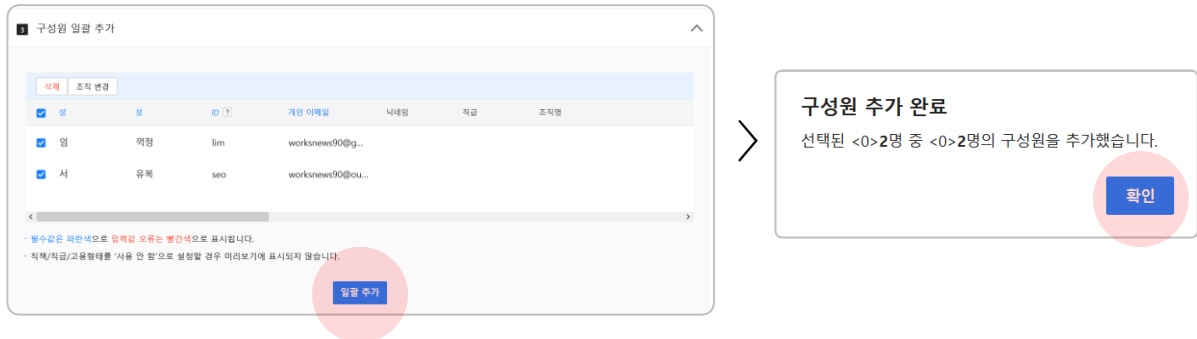 3 구성원 일괄 추가
삭제 조직 변경
성 성 ID ? 개인 이메일 닉네임 직급 조직명
임 꺽정 lim worksnews90@g...
서 유복 seo worksnews90@ou...
· 필수값은 파란색으로 입력값 오류는 빨간색으로 표시됩니다.
· 직책/직급/고용형태를 '사용 안 함'으로 설정할 경우 미리보기에 표시되지 않습니다.
일괄 추가
구성원 추가 완료
선택된 <0>2명 중 <0>2명의 구성원을 추가했습니다.
확인